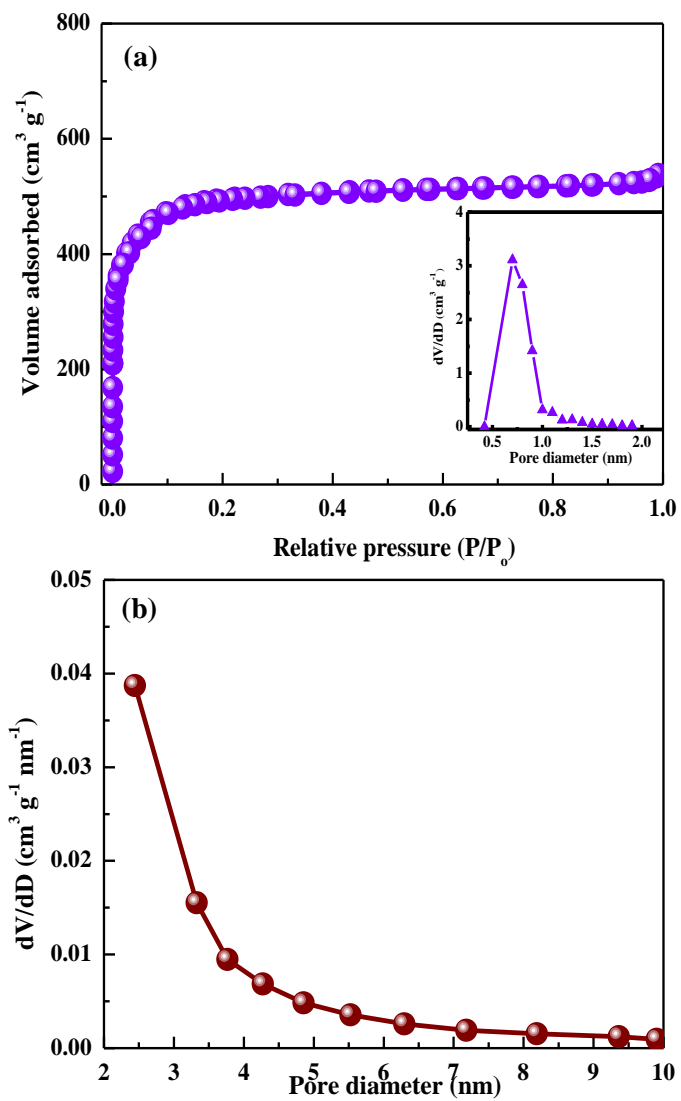 (a)
Volume adsorbed (cm³ g⁻¹)
800
600
400
200
0
0.0 0.2 0.4 0.6 0.8 1.0
Relative pressure (P/Pₒ)
dV/dD (cm³ g⁻¹)
4
3
2
1
0
0.5 1.0 1.5 2.0
Pore diameter (nm)
(b)
dV/dD (cm³ g⁻¹ nm⁻¹)
0.05
0.04
0.03
0.02
0.01
0.00
2 3 4 5 6 7 8 9 10
Pore diameter (nm)